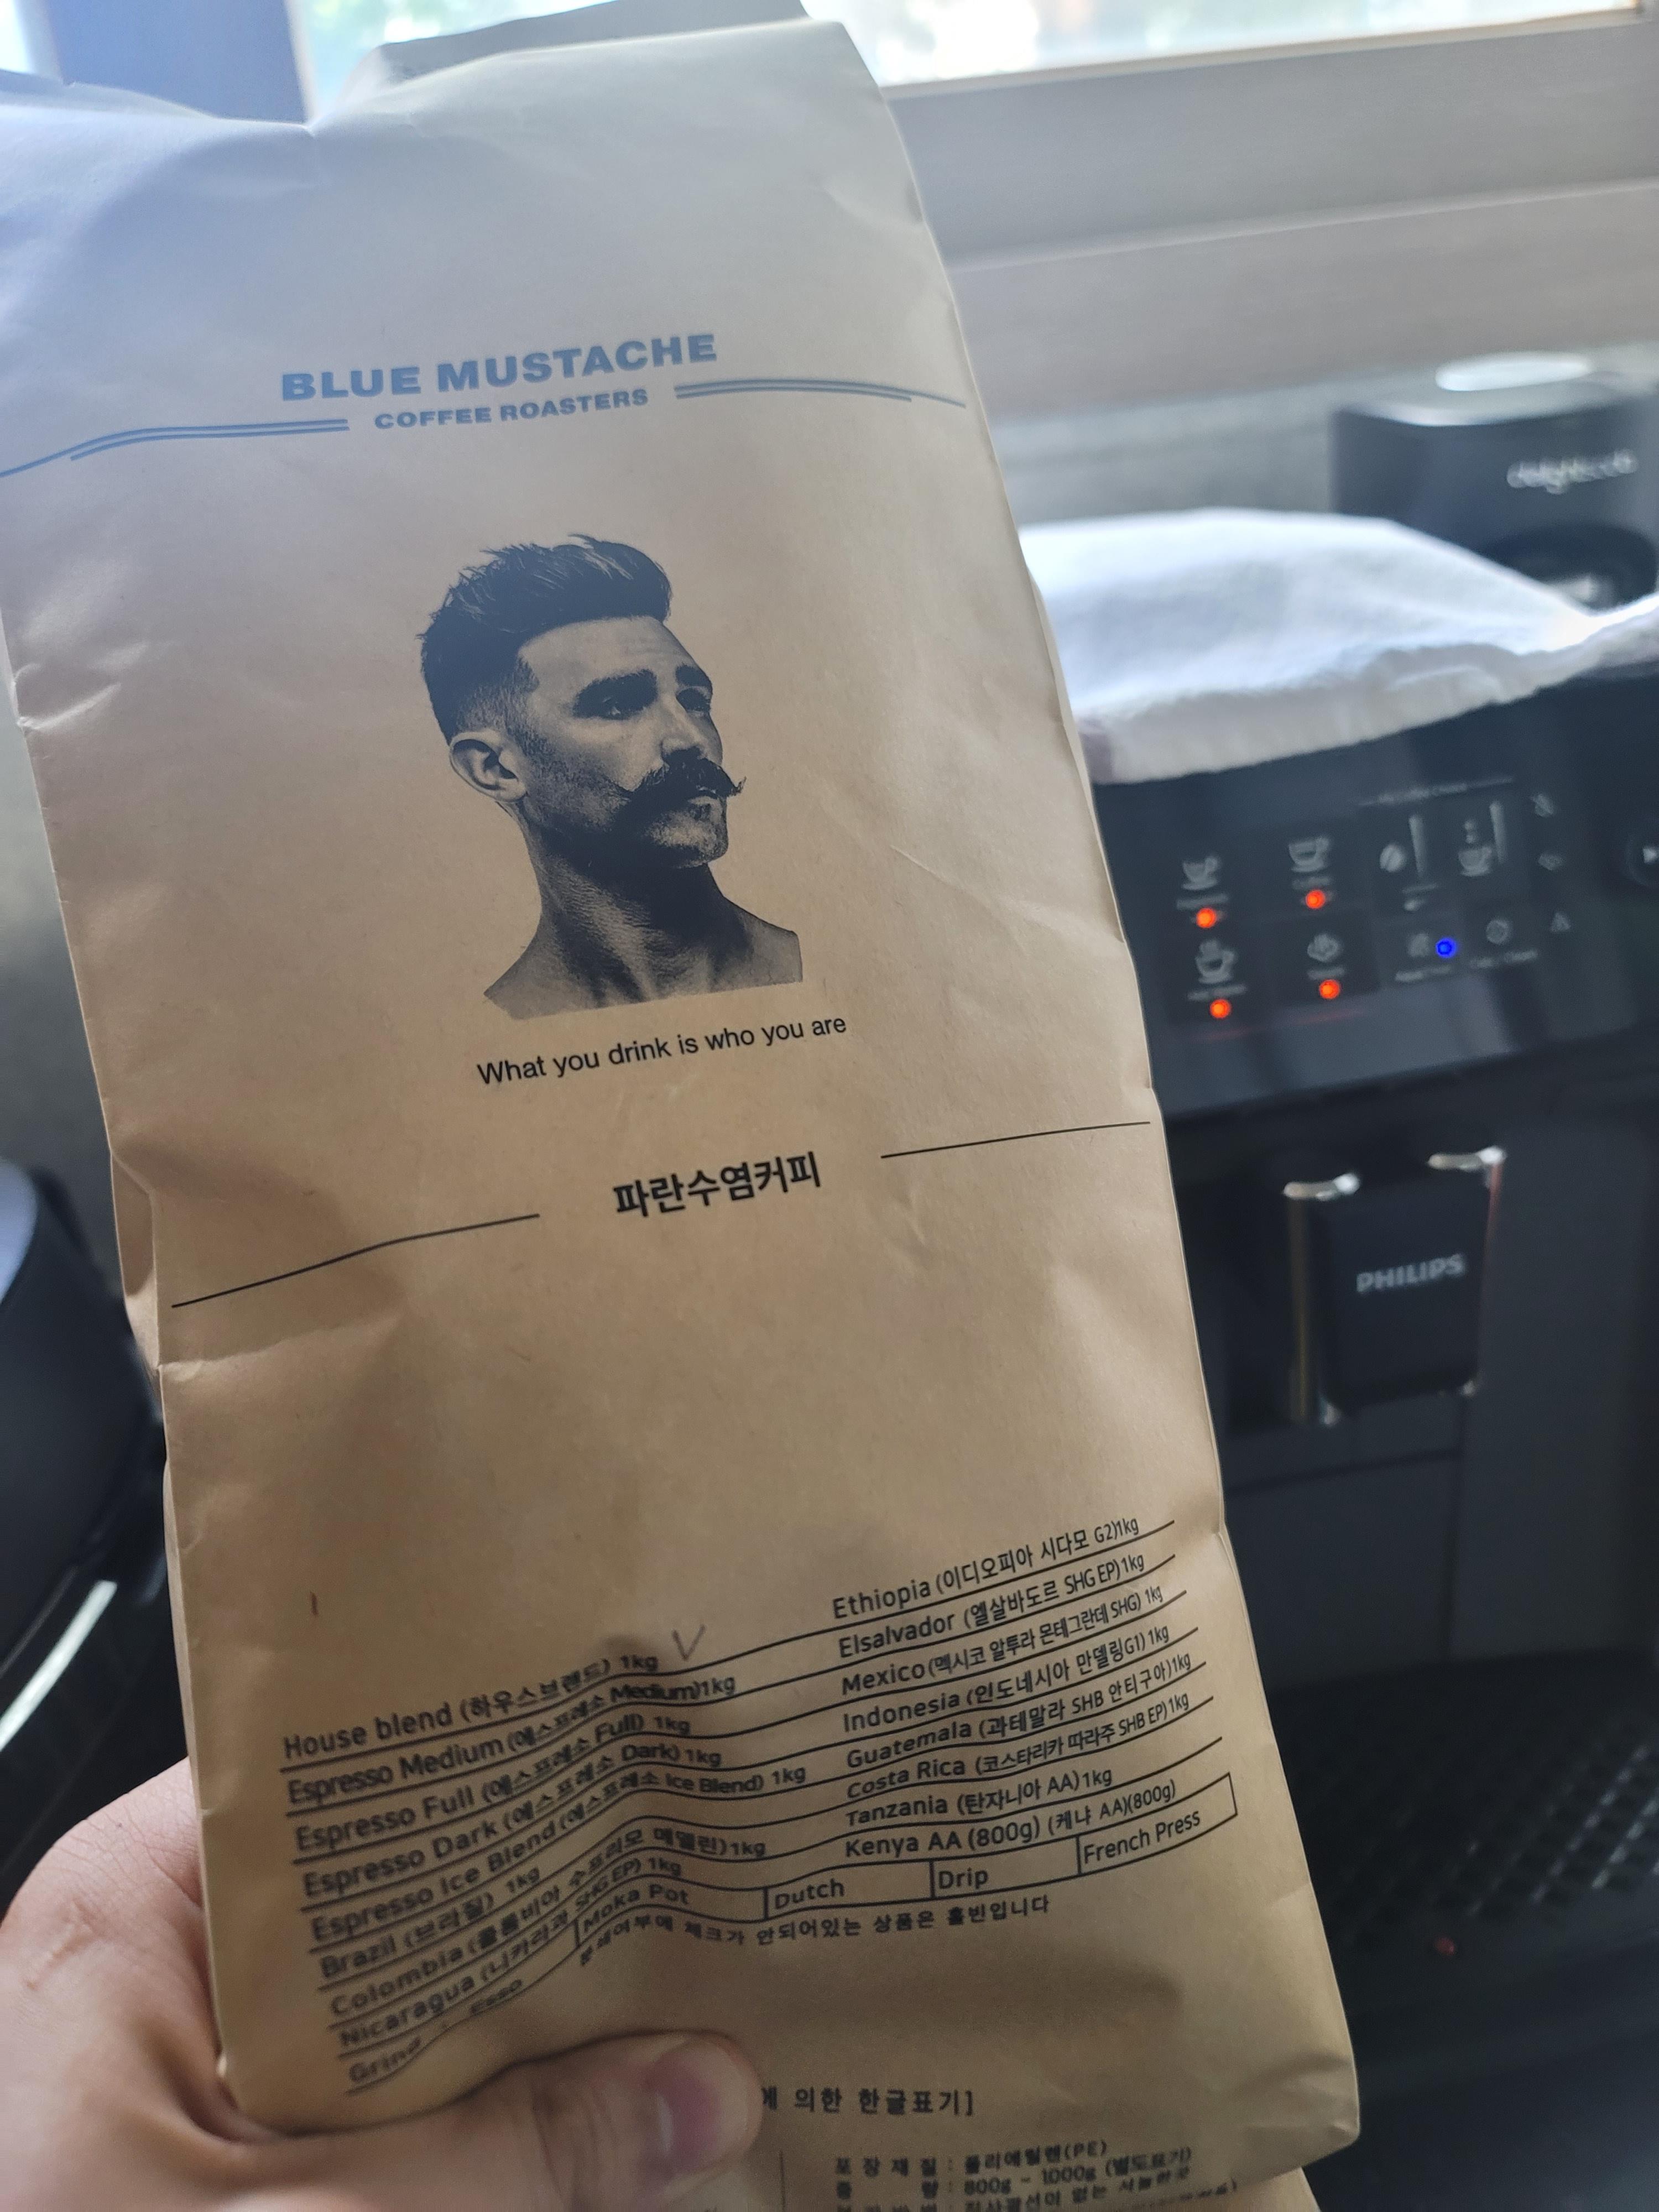 BLUE MUSTACHE
COFFEE ROASTERS
What you drink is who you are
파란수염커피
House blend (하우스브랜드) 1kg V
Espresso Medium (에스프레소 Medium)1kg
Espresso Full (에스프레소 Full) 1kg
Espresso Dark (에스프레소 Dark) 1kg
Espresso Ice Blend (에스프레소 Ice Blend) 1kg
Brazil (브라질) 1kg
Colombia (콜롬비아 수프리모 메델린)1kg
Nicaragua (니카라과 SHG EP) 1kg
Ethiopia (이디오피아 시다모 G2)1kg
Elsalvador (엘살바도르 SHG EP)1kg
Mexico (멕시코 알투라 몬테그란데 SHG) 1kg
Indonesia (인도네시아 만델링G1) 1kg
Guatemala (과테말라 SHB 안티구아)1kg
Costa Rica (코스타리카 따라주 SHB EP)1kg
Tanzania (탄자니아 AA)1kg
Kenya AA (800g) (케냐 AA)(800g)
Grind Esso Moka Pot Dutch Drip French Press
분쇄여부에 체크가 안되어있는 상품은 홀빈입니다
에 의한 한글표기]
포 장 재 질 : 폴리에틸렌(PE)
중 량 : 800g ~ 1000g (별도표기)
PHILIPS